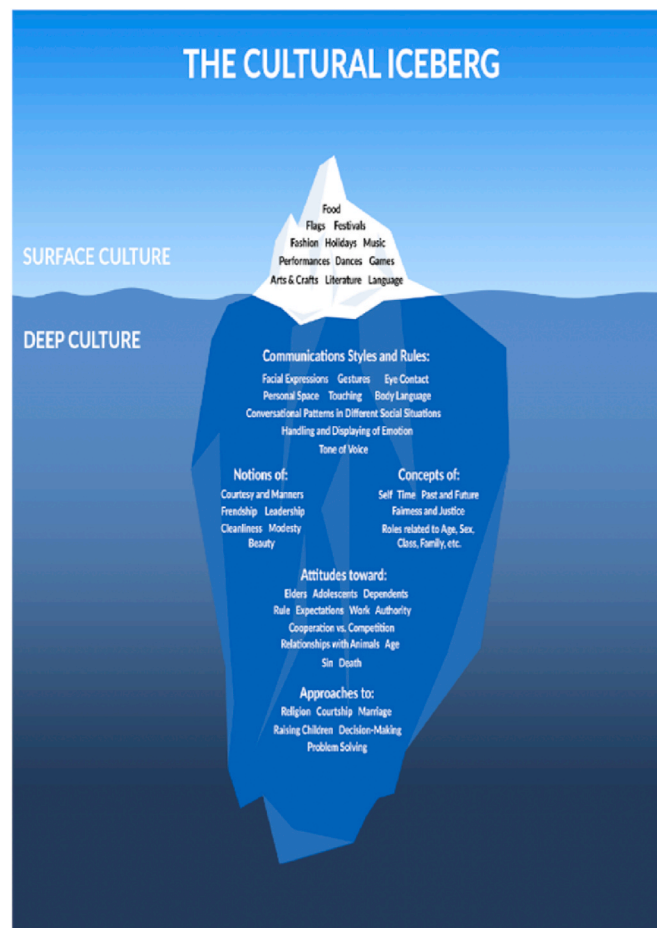 THE CULTURAL ICEBERG
Food
Flags Festivals
Fashion Holidays Music
Performances Dances Games
Arts & Crafts Literature Language
SURFACE CULTURE
DEEP CULTURE
Communications Styles and Rules:
Facial Expressions Gestures Eye Contact
Personal Space Touching Body Language
Conversational Patterns in Different Social Situations
Handling and Displaying of Emotion
Tone of Voice
Notions of:
Courtesy and Manners
Frendship Leadership
Cleanliness Modesty
Beauty
Concepts of:
Self Time Past and Future
Fairness and Justice
Roles related to Age, Sex,
Class, Family, etc.
Attitudes toward:
Elders Adolescents Dependents
Rule Expectations Work Authority
Cooperation vs. Competition
Relationships with Animals Age
Sin Death
Approaches to:
Religion Courtship Marriage
Raising Children Decision-Making
Problem Solving